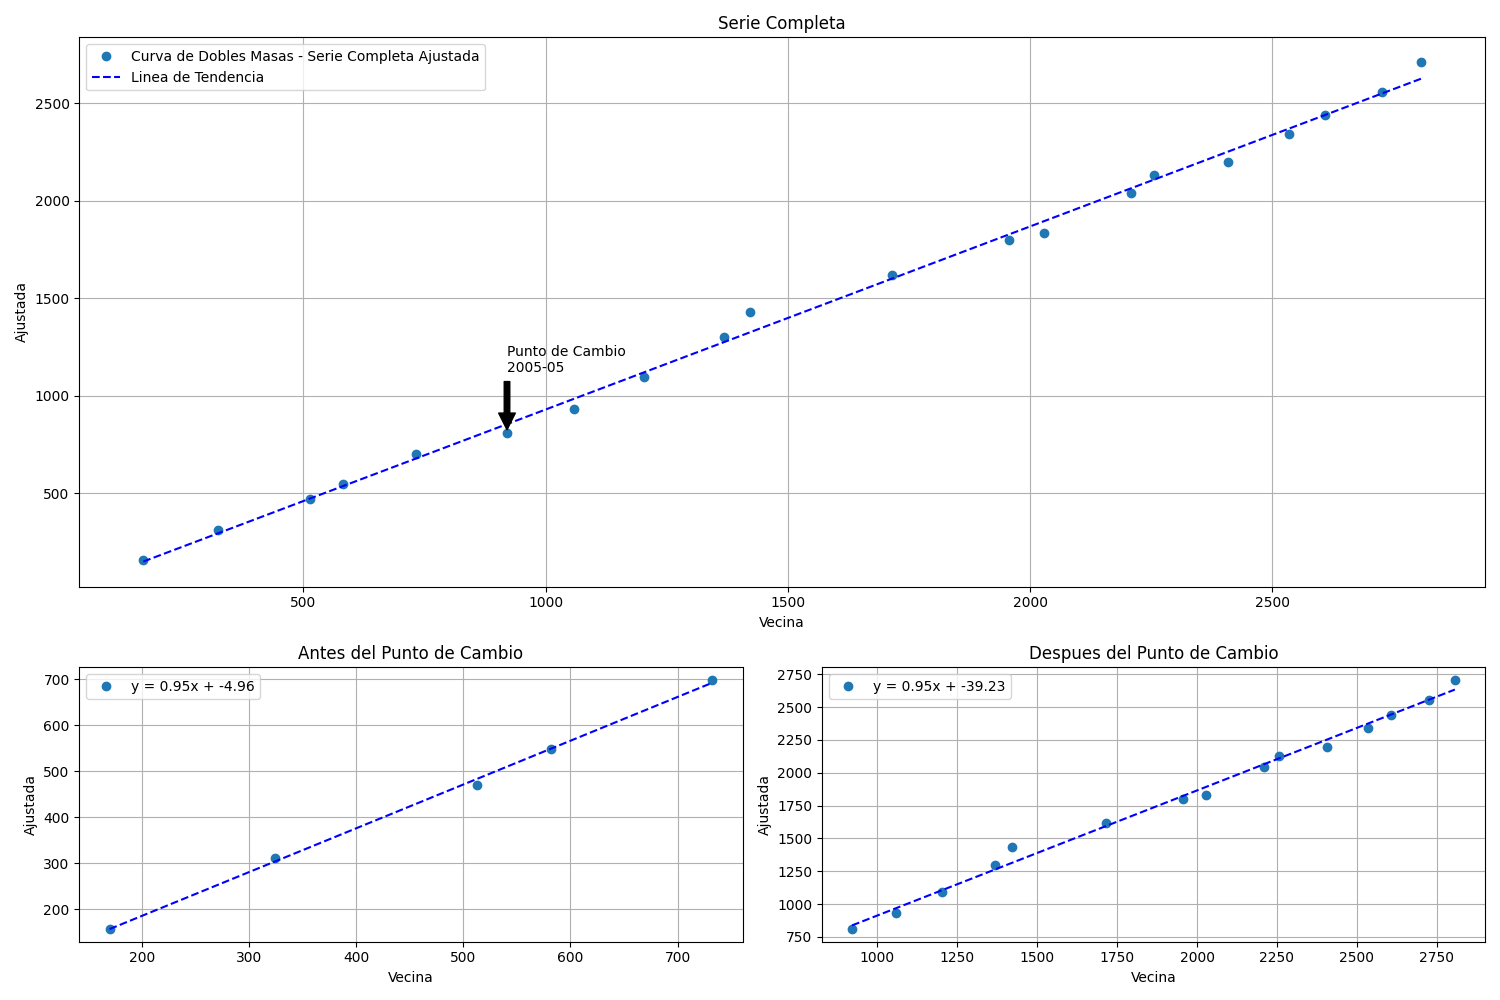 Serie Completa
Curva de Dobles Masas - Serie Completa Ajustada
Linea de Tendencia
2500
2000
1500
1000
500
Ajustada
Punto de Cambio
2005-05
500
1000
1500
2000
2500
Vecina
Antes del Punto de Cambio
y = 0.95x + -4.96
700
600
500
400
300
200
Ajustada
200
300
400
500
600
700
Vecina
Despues del Punto de Cambio
y = 0.95x + -39.23
2750
2500
2250
2000
1750
1500
1250
1000
750
Ajustada
1000
1250
1500
1750
2000
2250
2500
2750
Vecina